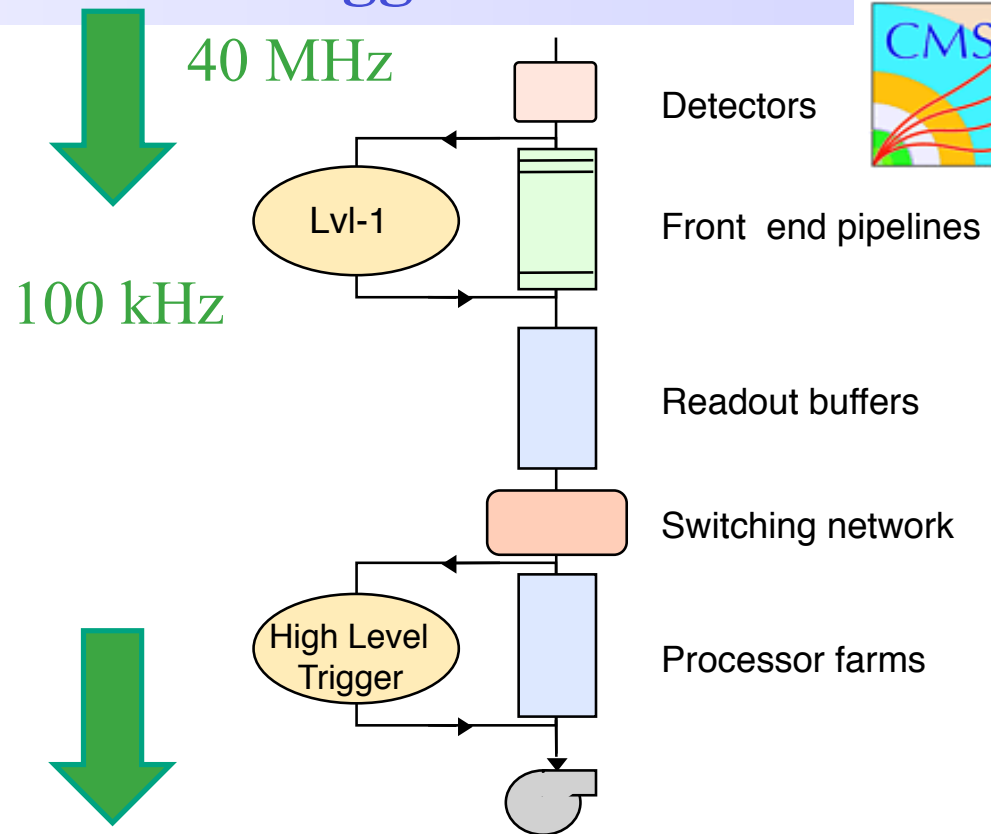 40 MHz
CMS
Detectors
Lvl-1
Front end pipelines
100 kHz
Readout buffers
Switching network
High Level
Trigger
Processor farms